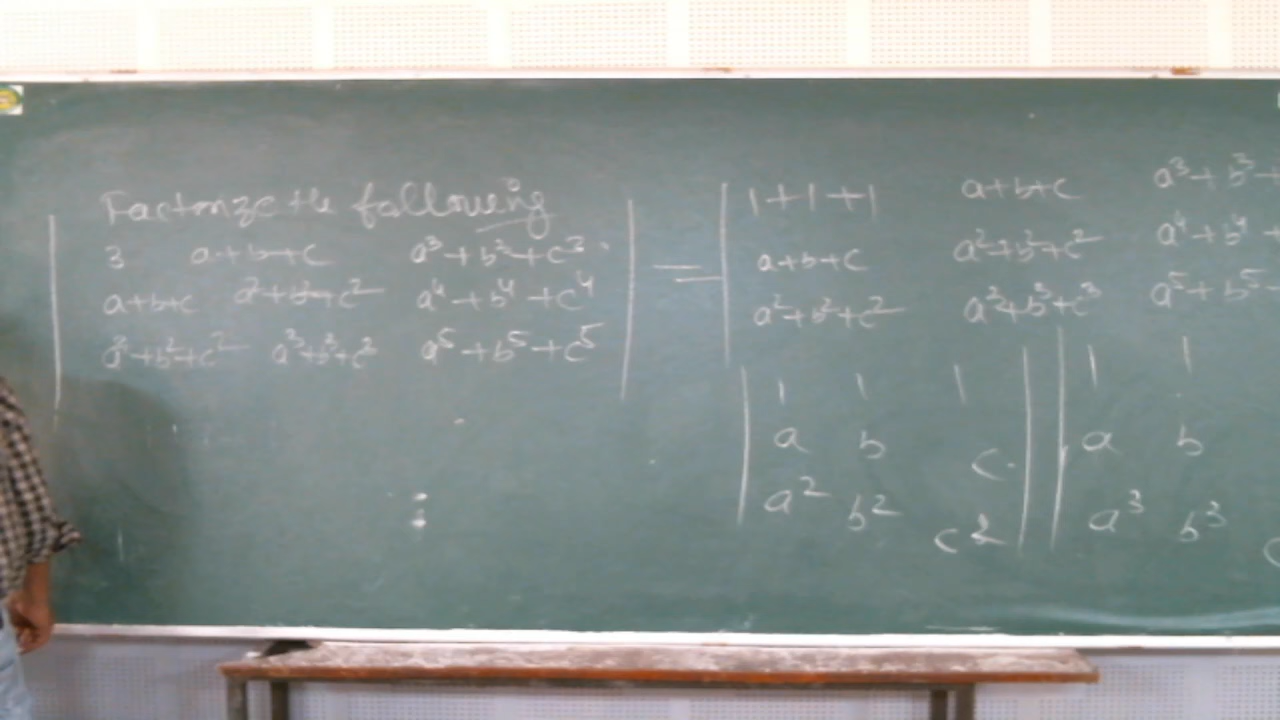 Factorize the following
3 a+b+c a³+b³+c³
a+b+c a²+b²+c² a⁴+b⁴+c⁴
a²+b²+c² a³+b³+c³ a⁵+b⁵+c⁵
= 1+1+1 a+b+c a³+b³+
a+b+c a²+b²+c² a⁴+b⁴+
a²+b²+c² a³+b³+c³ a⁵+b⁵-
| 1 1 1 | | 1 1
a b c a b
a² b² c² a³ b³ c